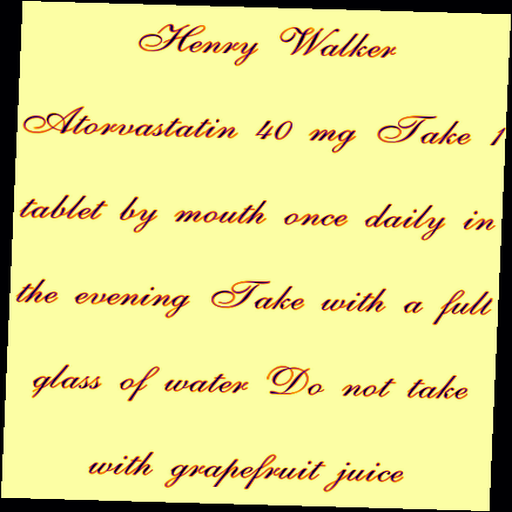 Henry Walker
Atorvastatin 40 mg Take 1
tablet by mouth once daily in
the evening Take with a full
glass of water Do not take
with grapefruit juice